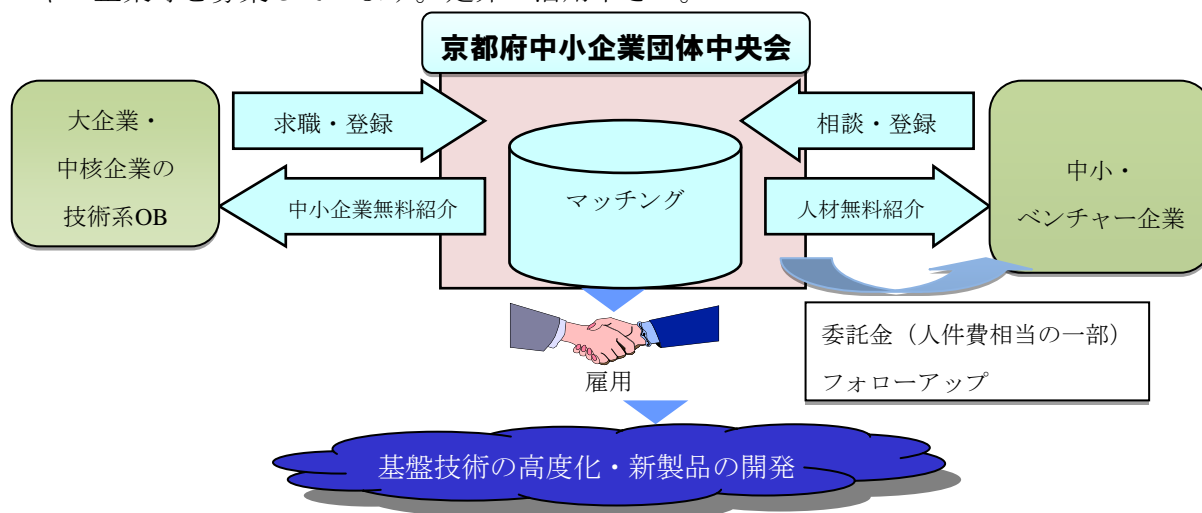 京都府中小企業団体中央会
大企業・
中核企業の
技術系OB
求職・登録
中小企業無料紹介
マッチング
相談・登録
人材無料紹介
中小・
ベンチャー企業
委託金（人件費相当の一部）
フォローアップ
雇用
基盤技術の高度化・新製品の開発